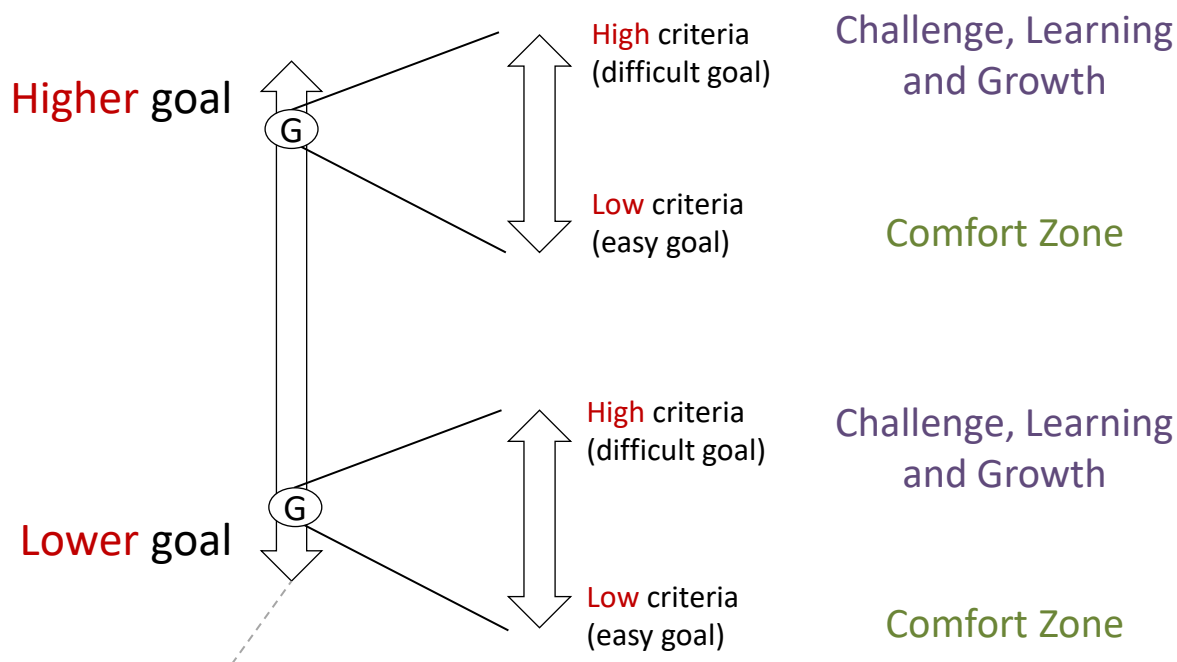 Higher goal
G
High criteria
(difficult goal)
Challenge, Learning
and Growth
Low criteria
(easy goal)
Comfort Zone
Lower goal
G
High criteria
(difficult goal)
Challenge, Learning
and Growth
Low criteria
(easy goal)
Comfort Zone